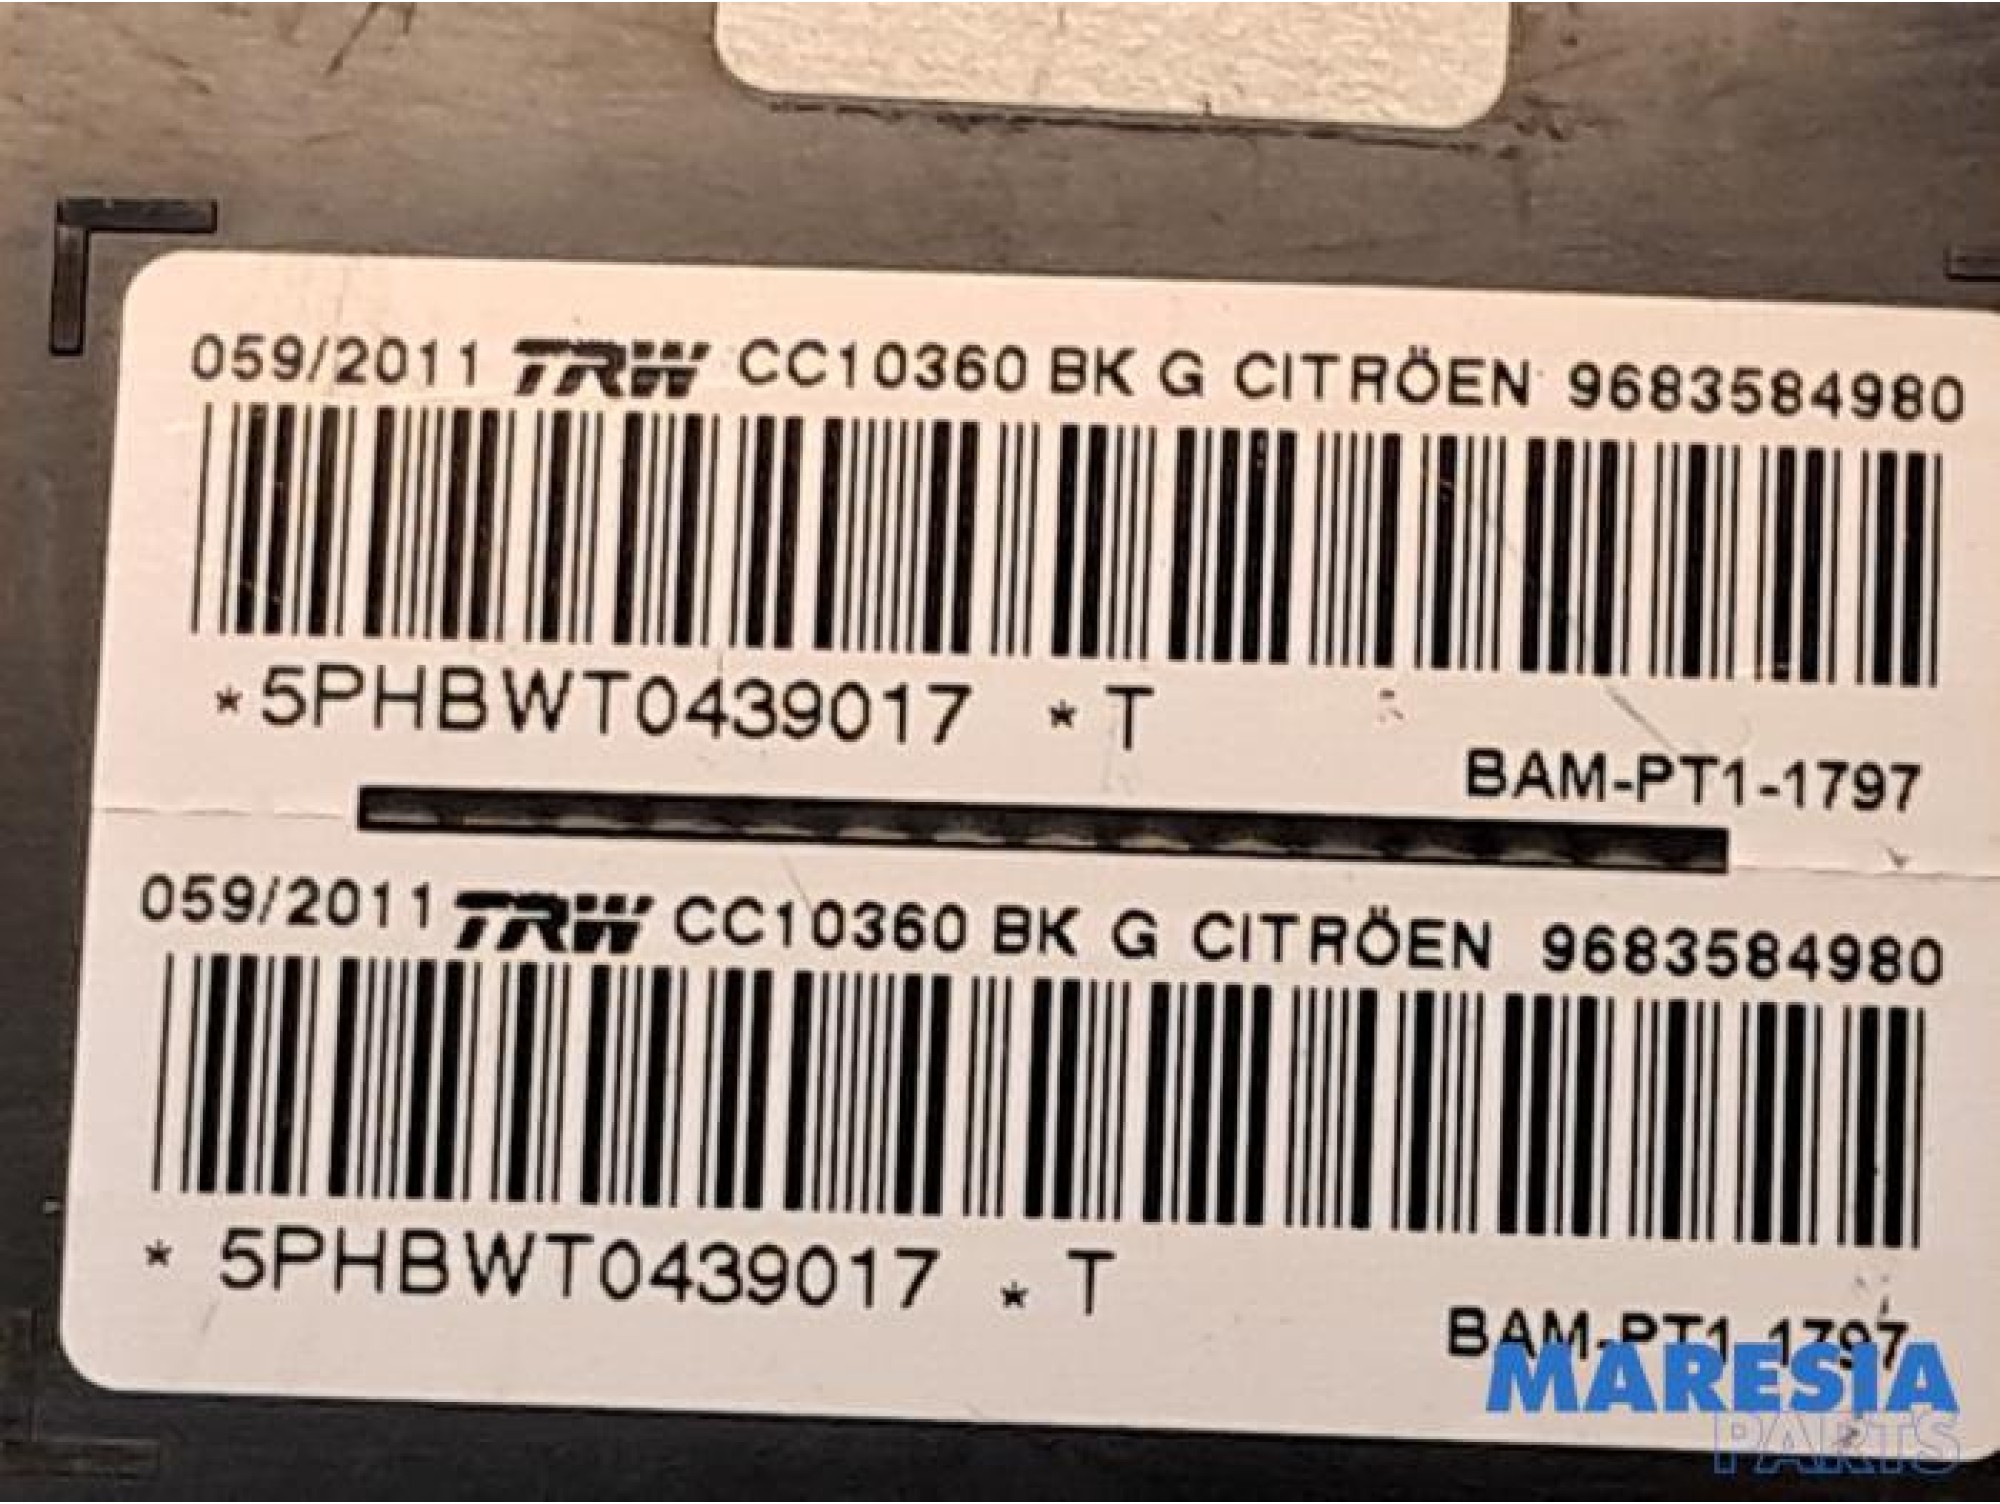 059/2011 TRW CC10360 BK G CITRÖEN 9683584980
*5PHBWT0439017 *T
BAM-PT1-1797
059/2011 TRW CC10360 BK G CITRÖEN 9683584980
* 5PHBWT0439017 *T
BAM-PT1-1797
MARESIA
PARTS